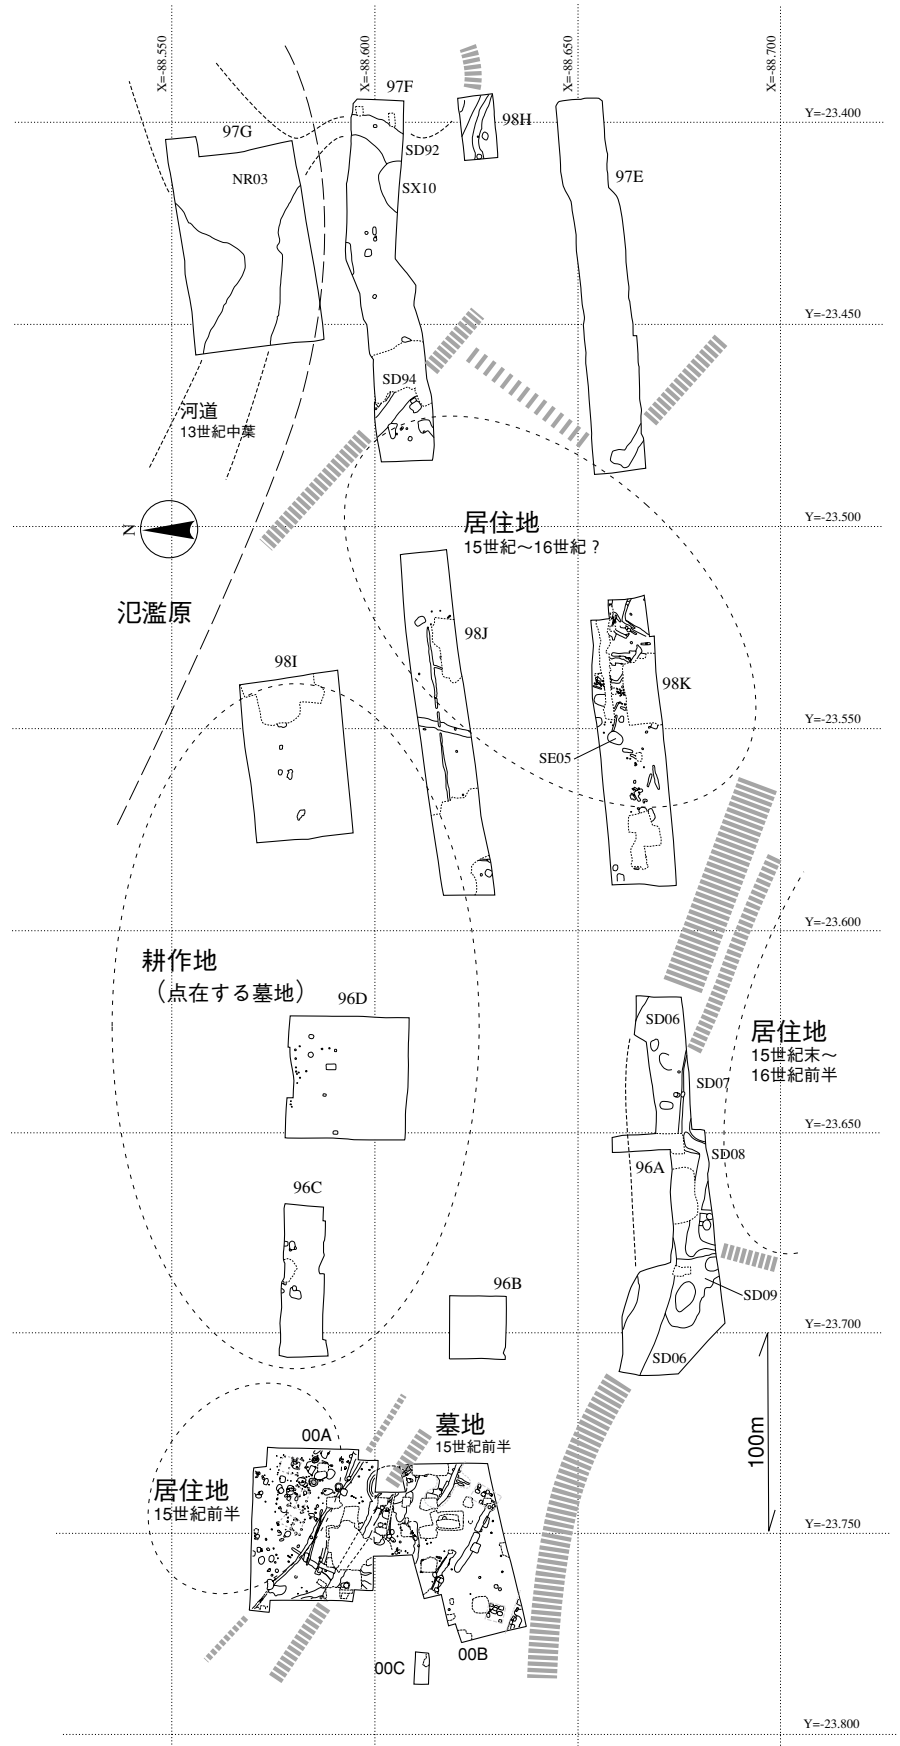 X=-88.550
X=-88.600
X=-88.650
X=-88.700
97F
Y=-23.400
98H
97G
SD92
NR03
SX10
97E
Y=-23.450
SD94
河道
13世紀中葉
N
Y=-23.500
居住地
15世紀～16世紀？
氾濫原
98J
98I
98K
Y=-23.550
SE05
Y=-23.600
耕作地
（点在する墓地）
96D
SD06
居住地
15世紀末～
16世紀前半
SD07
Y=-23.650
SD08
96A
96C
96B
SD09
Y=-23.700
SD06
100m
墓地
15世紀前半
00A
居住地
15世紀前半
Y=-23.750
00B
00C
Y=-23.800